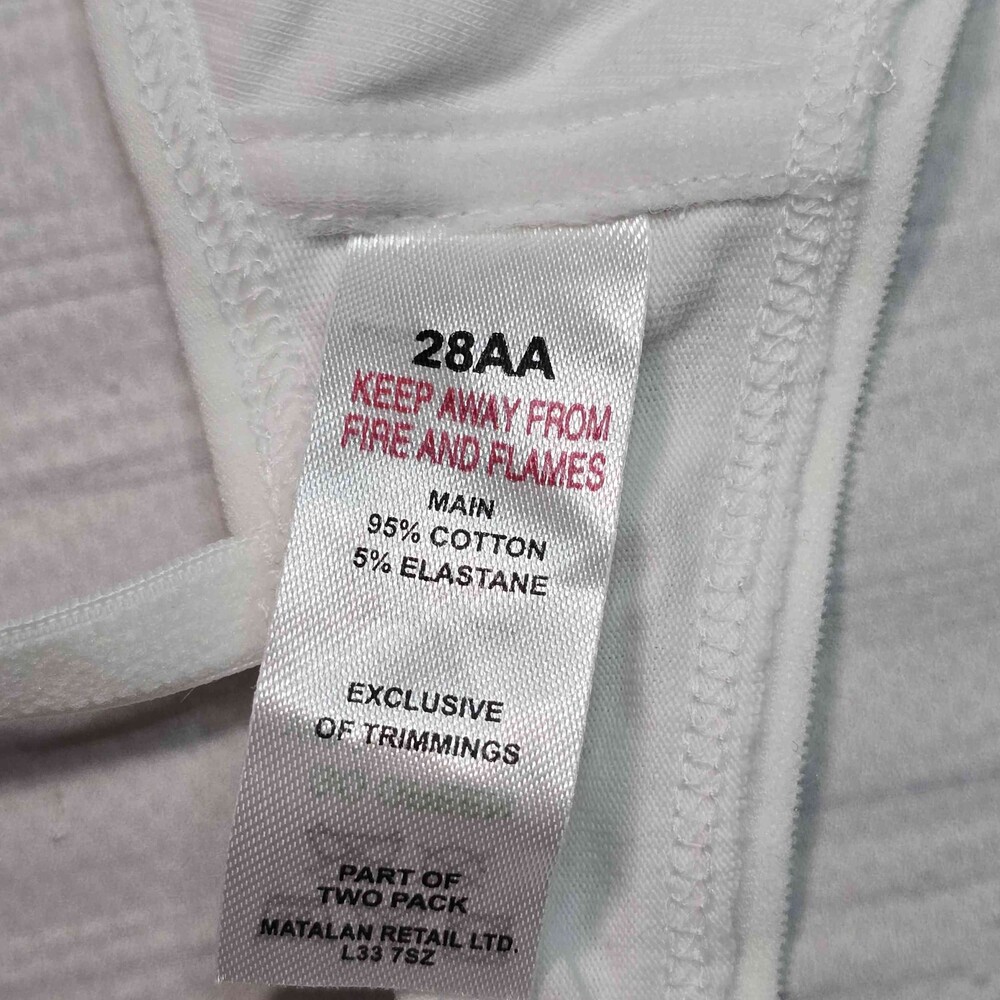 28AA
KEEP AWAY FROM
FIRE AND FLAMES
MAIN
95% COTTON
5% ELASTANE
EXCLUSIVE
OF TRIMMINGS
PART OF
TWO PACK
MATALAN RETAIL LTD.
L33 7SZ